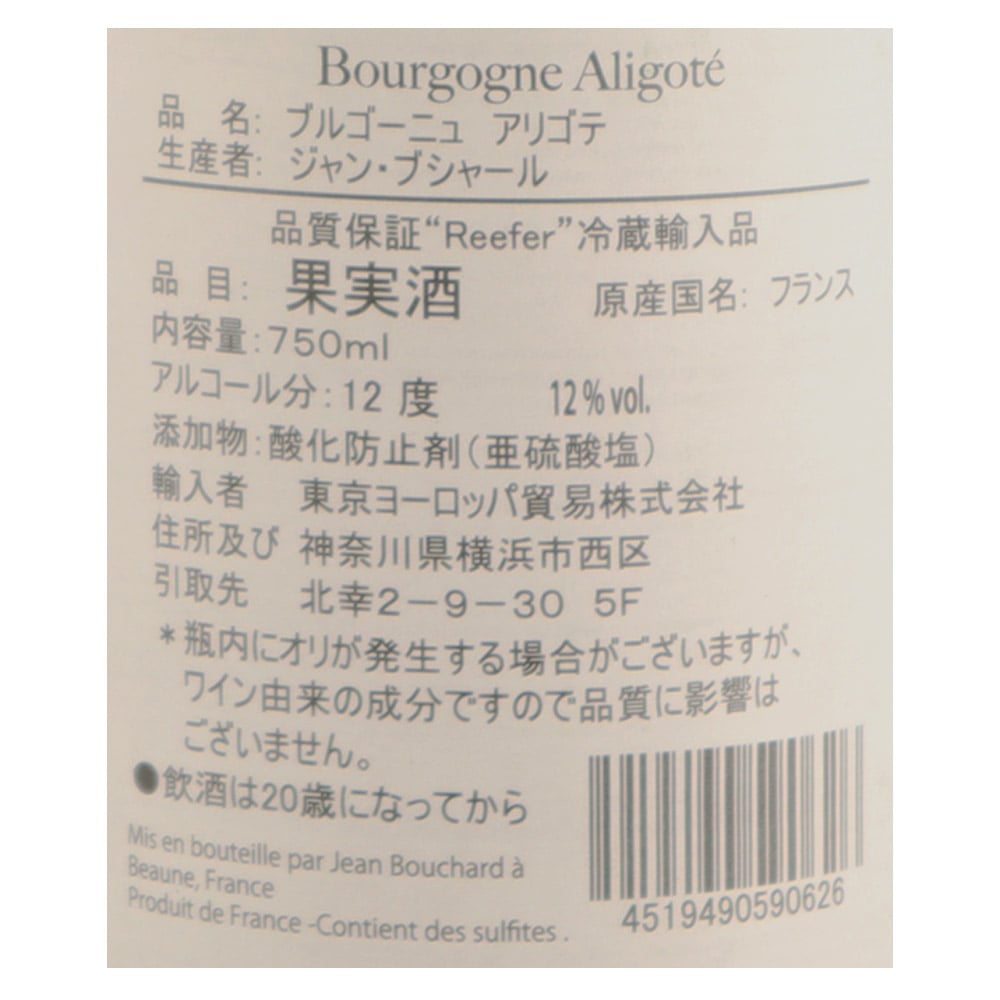 Bourgogne Aligoté
品　名: ブルゴーニュ アリゴテ
生産者: ジャン・ブシャール
品質保証“Reefer”冷蔵輸入品
品　目: 果実酒　原産国名: フランス
内容量:750ml
アルコール分:12 度　12%vol.
添加物:酸化防止剤(亜硫酸塩)
輸入者　東京ヨーロッパ貿易株式会社
住所及び　神奈川県横浜市西区
引取先　北幸2-9-30 5F
*瓶内にオリが発生する場合がございますが、
ワイン由来の成分ですので品質に影響は
ございません。
●飲酒は20歳になってから
Mis en bouteille par Jean Bouchard à
Beaune, France
Produit de France -Contient des sulfites .
4519490590626